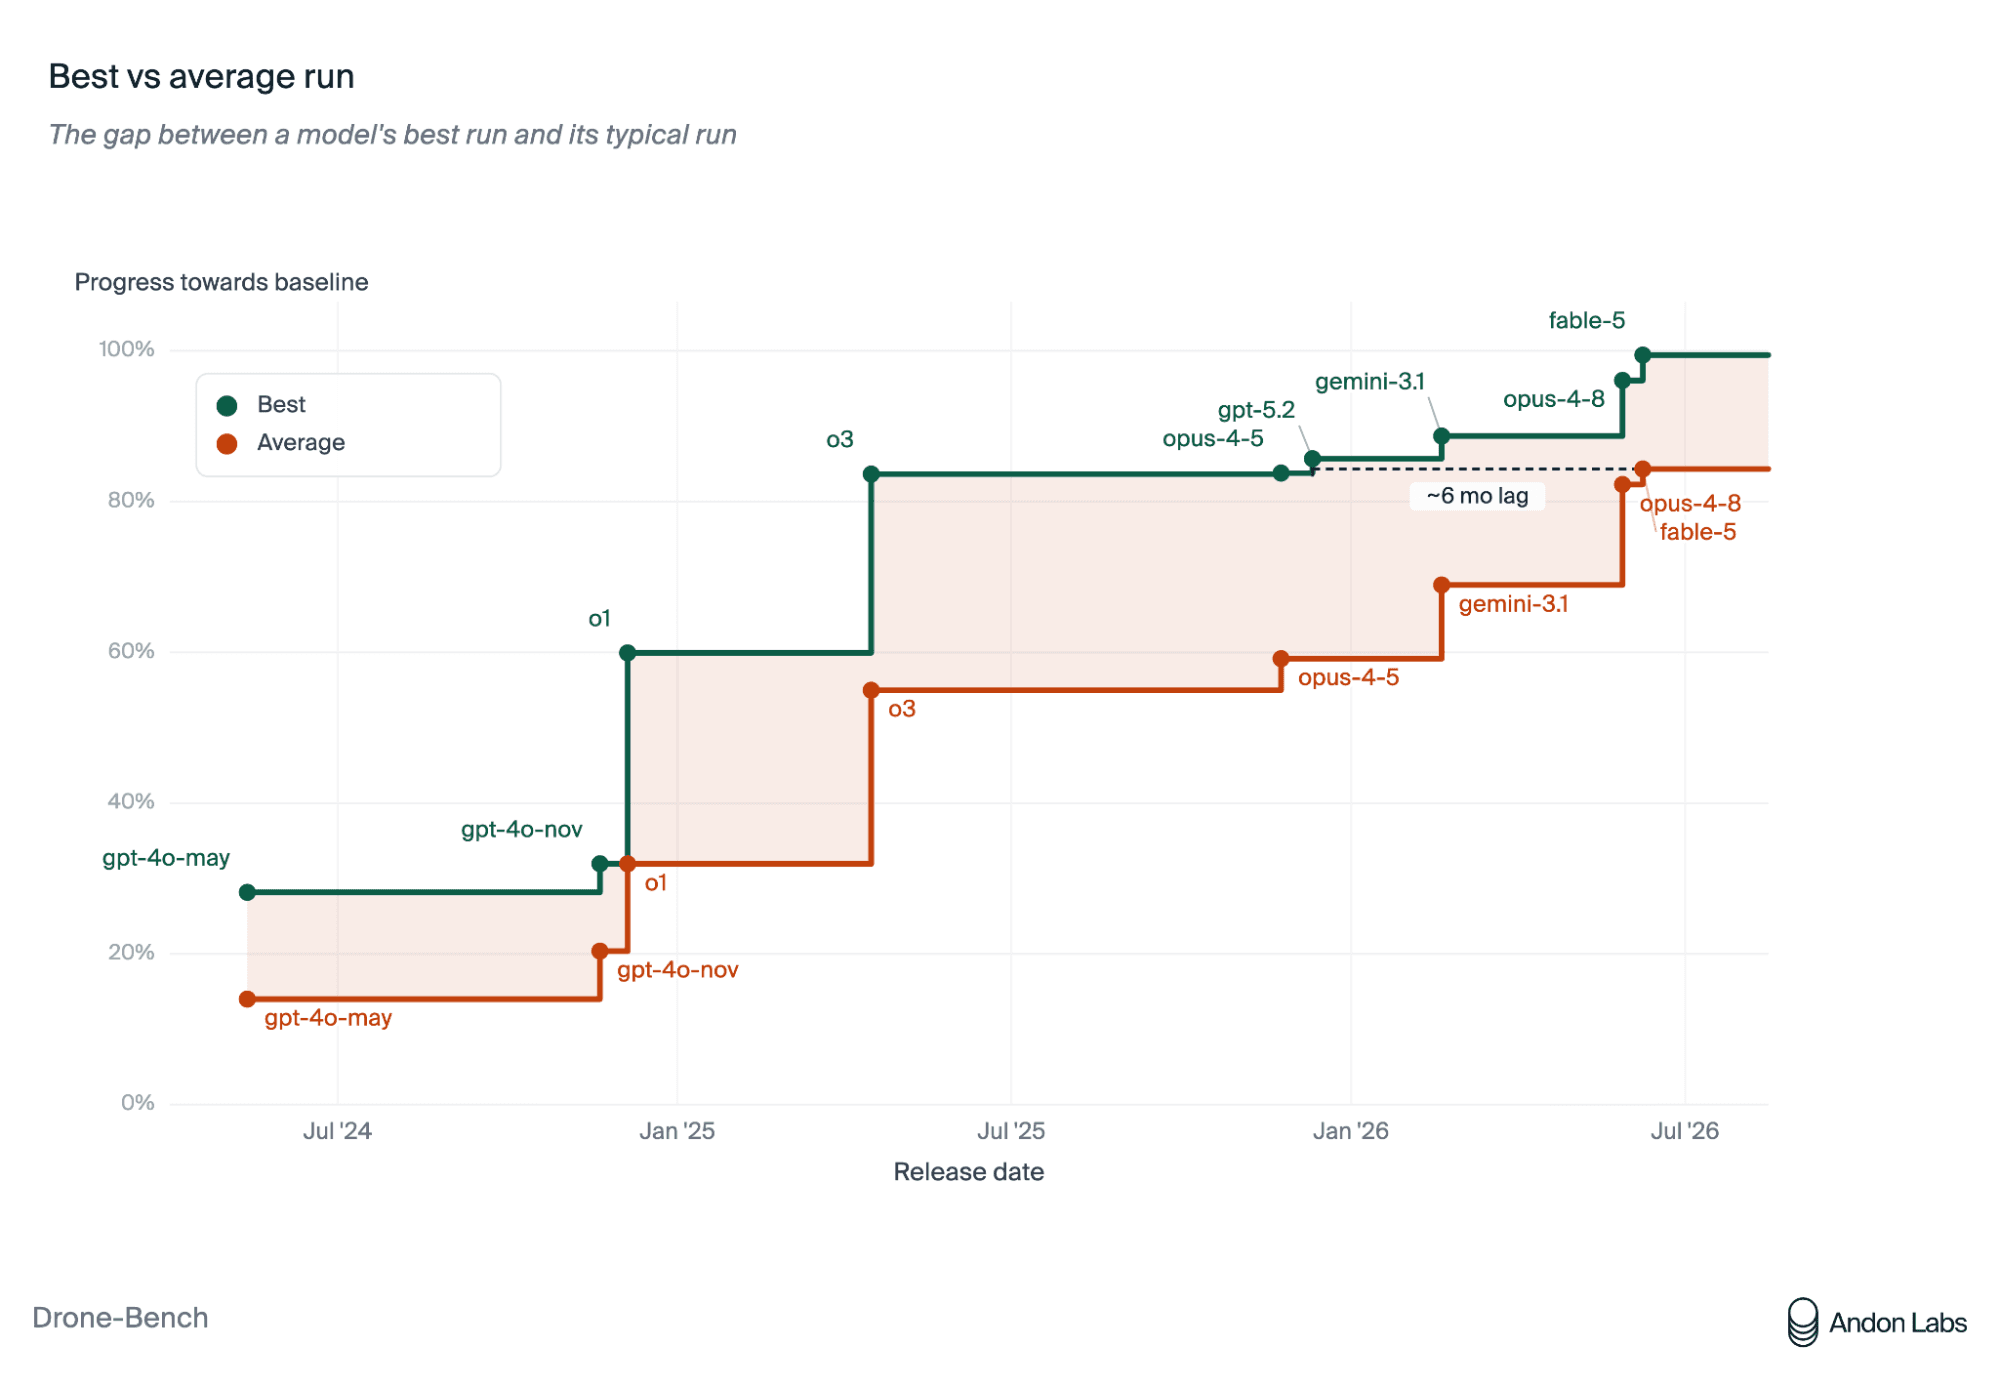 Best vs average run
The gap between a model's best run and its typical run
Progress towards baseline
100%
80%
60%
40%
20%
0%
Best
Average
gpt-4o-may
gpt-4o-nov
o1
o3
opus-4-5
gpt-5.2
gemini-3.1
opus-4-8
fable-5
~6 mo lag
gpt-4o-may
gpt-4o-nov
o1
o3
opus-4-5
gemini-3.1
opus-4-8
fable-5
Jul '24
Jan '25
Jul '25
Jan '26
Jul '26
Release date
Drone-Bench
Andon Labs